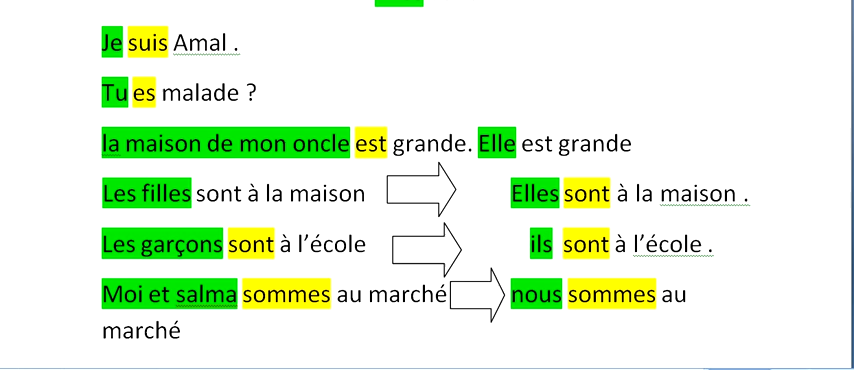 Je suis Amal .
Tu es malade ?
la maison de mon oncle est grande. Elle est grande
Les filles sont à la maison Elles sont à la maison .
Les garçons sont à l’école ils sont à l’école .
Moi et salma sommes au marché nous sommes au
marché